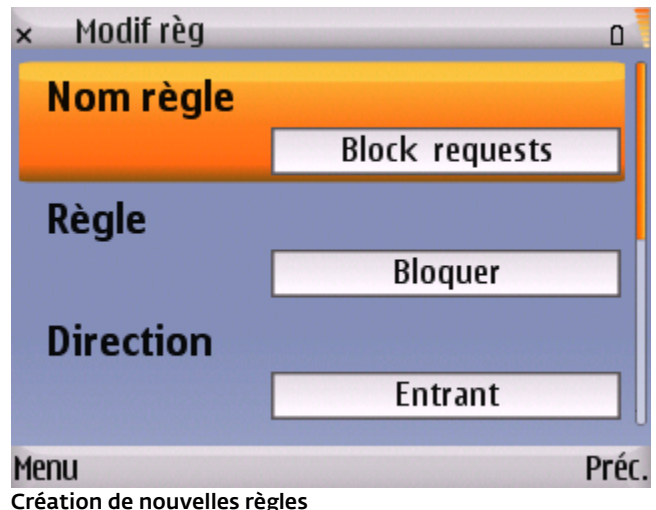 × Modif règ
Nom règle
Block requests
Règle
Bloquer
Direction
Entrant
Menu Préc.
Création de nouvelles règles